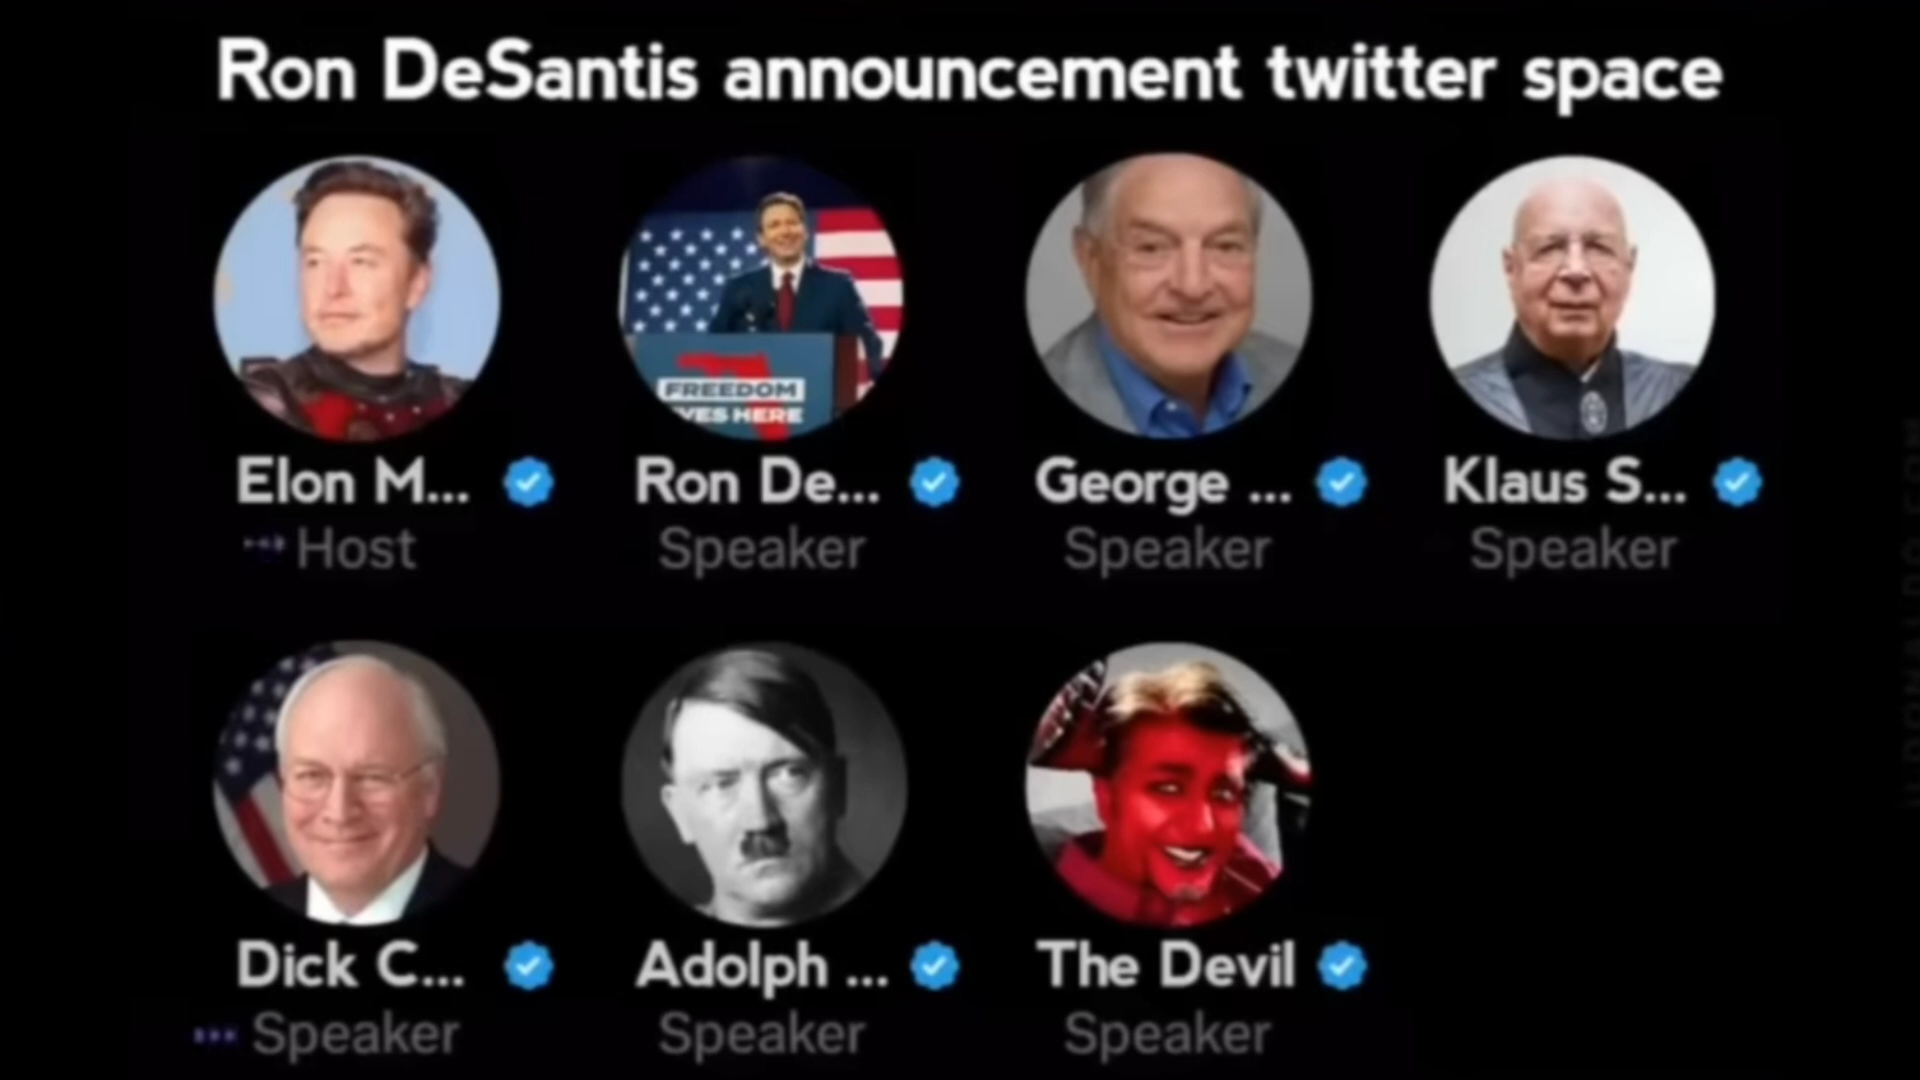 Ron DeSantis announcement twitter space
FREEDOM
VES HERE
Elon M...
Ron De...
George ...
Klaus S...
Host
Speaker
Speaker
Speaker
Dick C...
Adolph ...
The Devil
Speaker
Speaker
Speaker